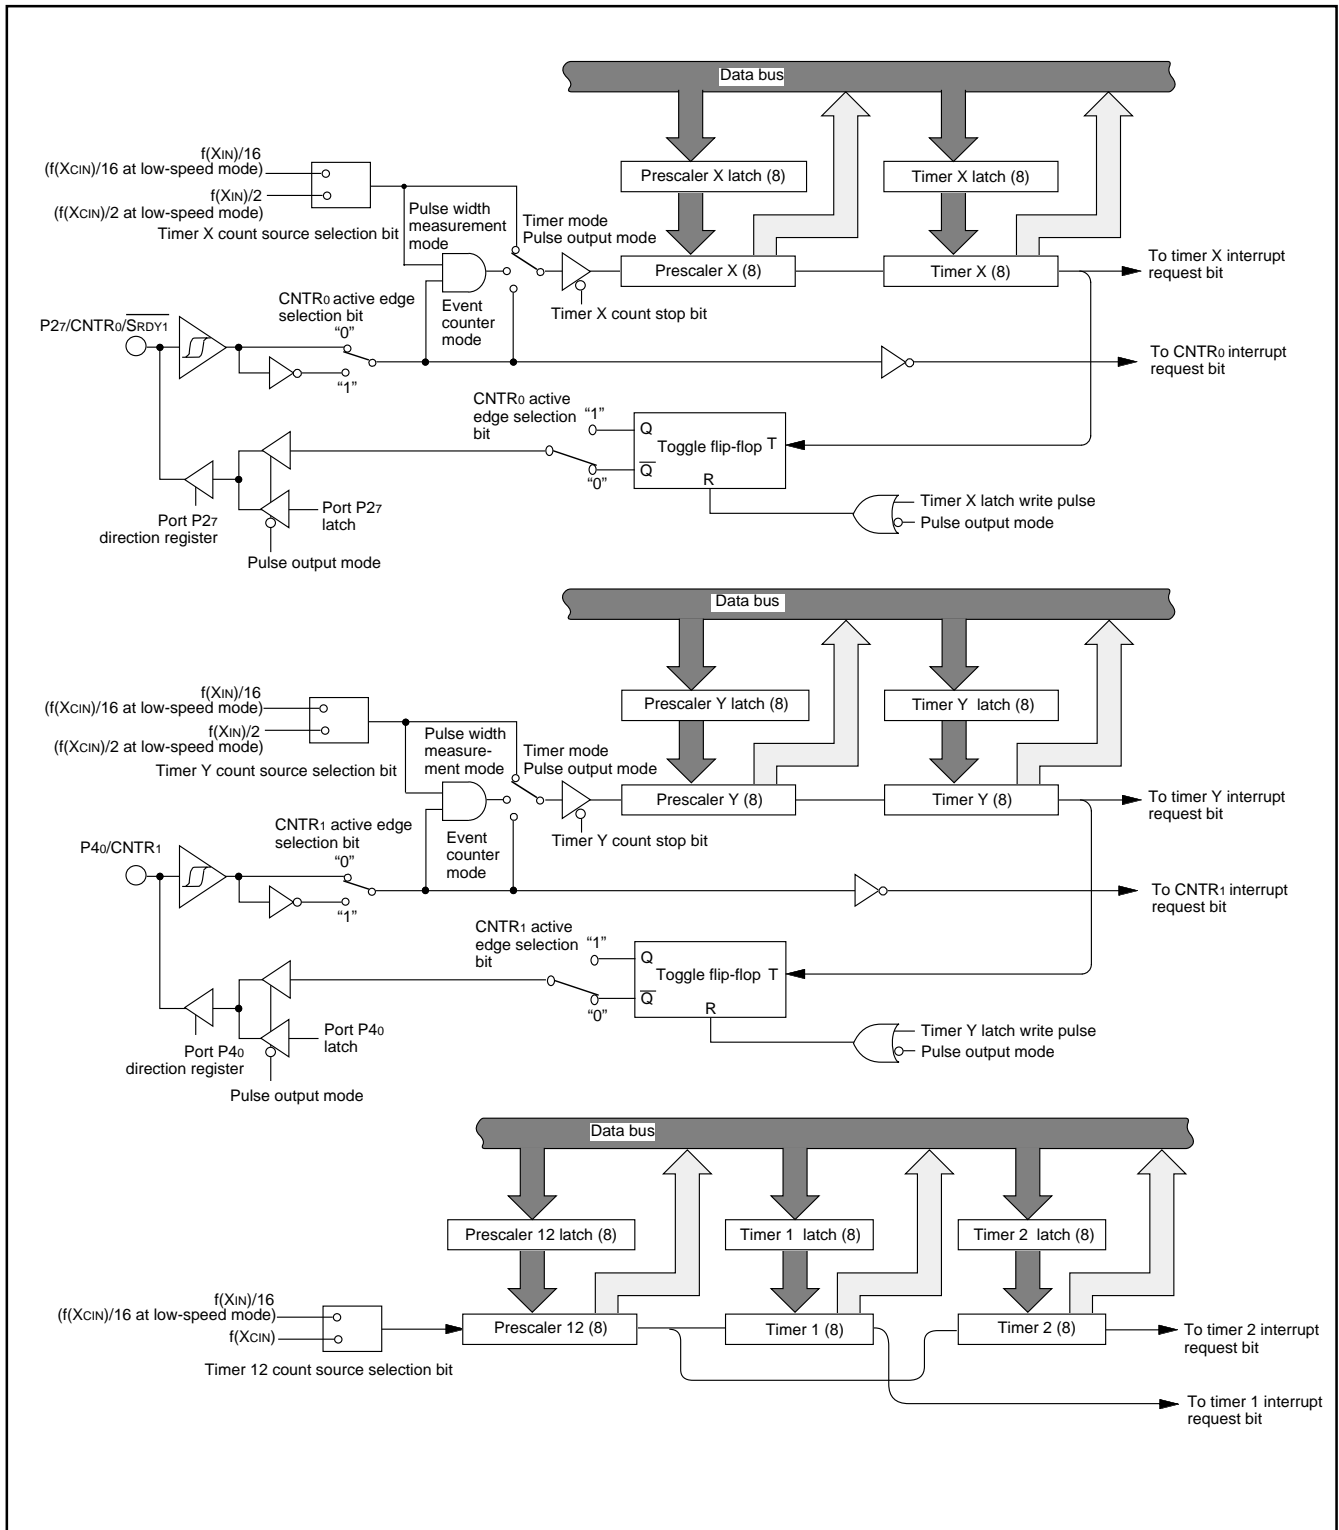 Data bus
f(XIN)/16
(f(XCIN)/16 at low-speed mode)
f(XIN)/2
(f(XCIN)/2 at low-speed mode)
Timer X count source selection bit
Prescaler X latch (8)
Timer X latch (8)
Pulse width
measurement
mode
Timer mode
Pulse output mode
Prescaler X (8)
Timer X (8)
To timer X interrupt
request bit
Timer X count stop bit
CNTR0 active edge
selection bit
Event
counter
mode
P27/CNTR0/SRDY1
“0”
“1”
To CNTR0 interrupt
request bit
CNTR0 active
edge selection
bit
“1”
“0”
Q
Toggle flip-flop T
Q
R
Timer X latch write pulse
Pulse output mode
Port P27
latch
Port P27
direction register
Pulse output mode
Data bus
f(XIN)/16
(f(XCIN)/16 at low-speed mode)
f(XIN)/2
(f(XCIN)/2 at low-speed mode)
Timer Y count source selection bit
Prescaler Y latch (8)
Timer Y latch (8)
Pulse width
measure-
ment mode
Timer mode
Pulse output mode
Prescaler Y (8)
Timer Y (8)
To timer Y interrupt
request bit
Timer Y count stop bit
CNTR1 active edge
selection bit
Event
counter
mode
P40/CNTR1
“0”
“1”
To CNTR1 interrupt
request bit
CNTR1 active
edge selection
bit
“1”
“0”
Q
Toggle flip-flop T
Q
R
Timer Y latch write pulse
Pulse output mode
Port P40
latch
Port P40
direction register
Pulse output mode
Data bus
Prescaler 12 latch (8)
Timer 1 latch (8)
Timer 2 latch (8)
f(XIN)/16
(f(XCIN)/16 at low-speed mode)
f(XCIN)
Timer 12 count source selection bit
Prescaler 12 (8)
Timer 1 (8)
Timer 2 (8)
To timer 2 interrupt
request bit
To timer 1 interrupt
request bit